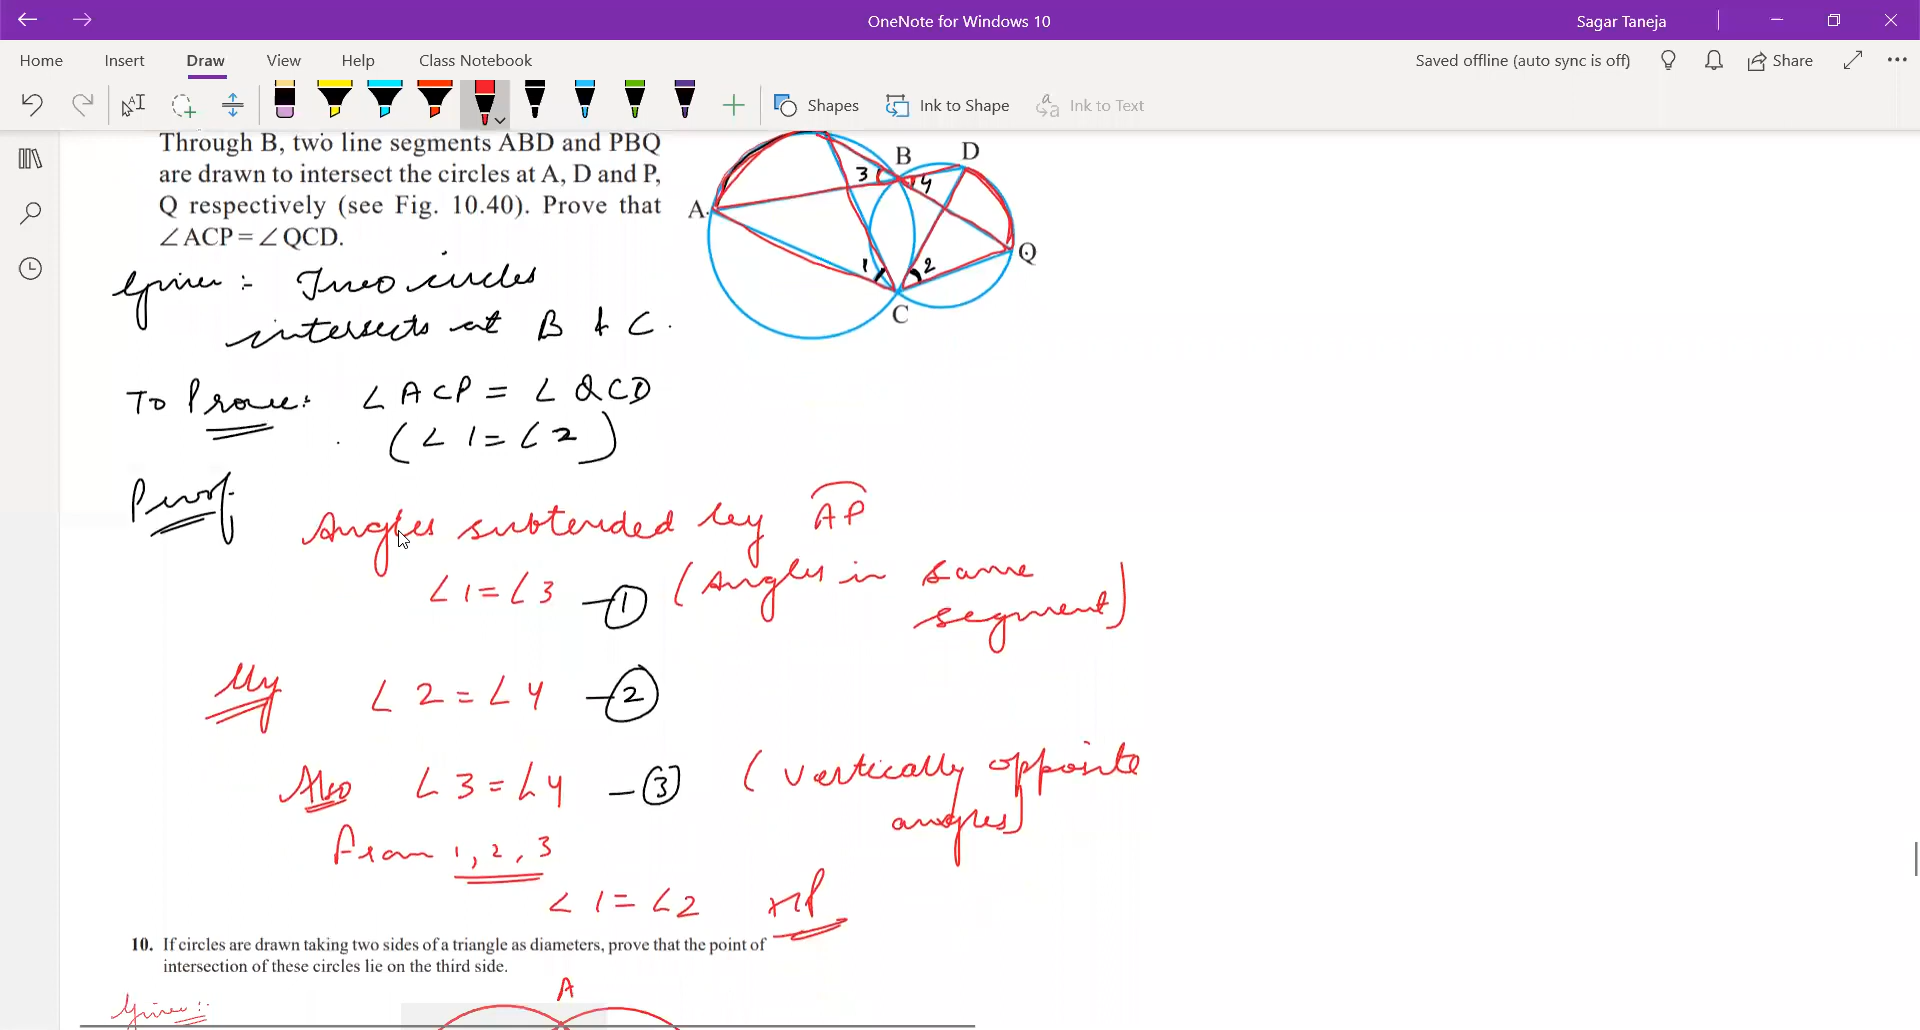 OneNote for Windows 10
Sagar Taneja
Home Insert Draw View Help Class Notebook
Saved offline (auto sync is off) Share
Shapes Ink to Shape Ink to Text
Through B, two line segments ABD and PBQ
are drawn to intersect the circles at A, D and P,
Q respectively (see Fig. 10.40). Prove that
∠ACP = ∠QCD.
B D
3 4
A
Q
1 2
C
Given :- Two circles
intersects at B & C.
To Prove: ∠ACP = ∠QCD
(∠1=∠2)
Proof
Angles subtended by AP
∠1=∠3 -① (Angles in same
segment)
lly ∠2=∠4 -②
Also ∠3=∠4 -③ (vertically opposite
angles)
From 1, 2, 3
∠1=∠2
10. If circles are drawn taking two sides of a triangle as diameters, prove that the point of
intersection of these circles lie on the third side.
A
Given:-